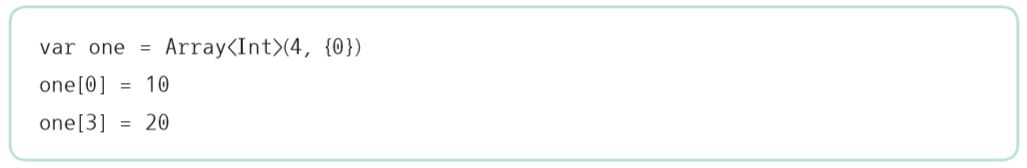 var one = Array<Int>(4, {0})
one[0] = 10
one[3] = 20